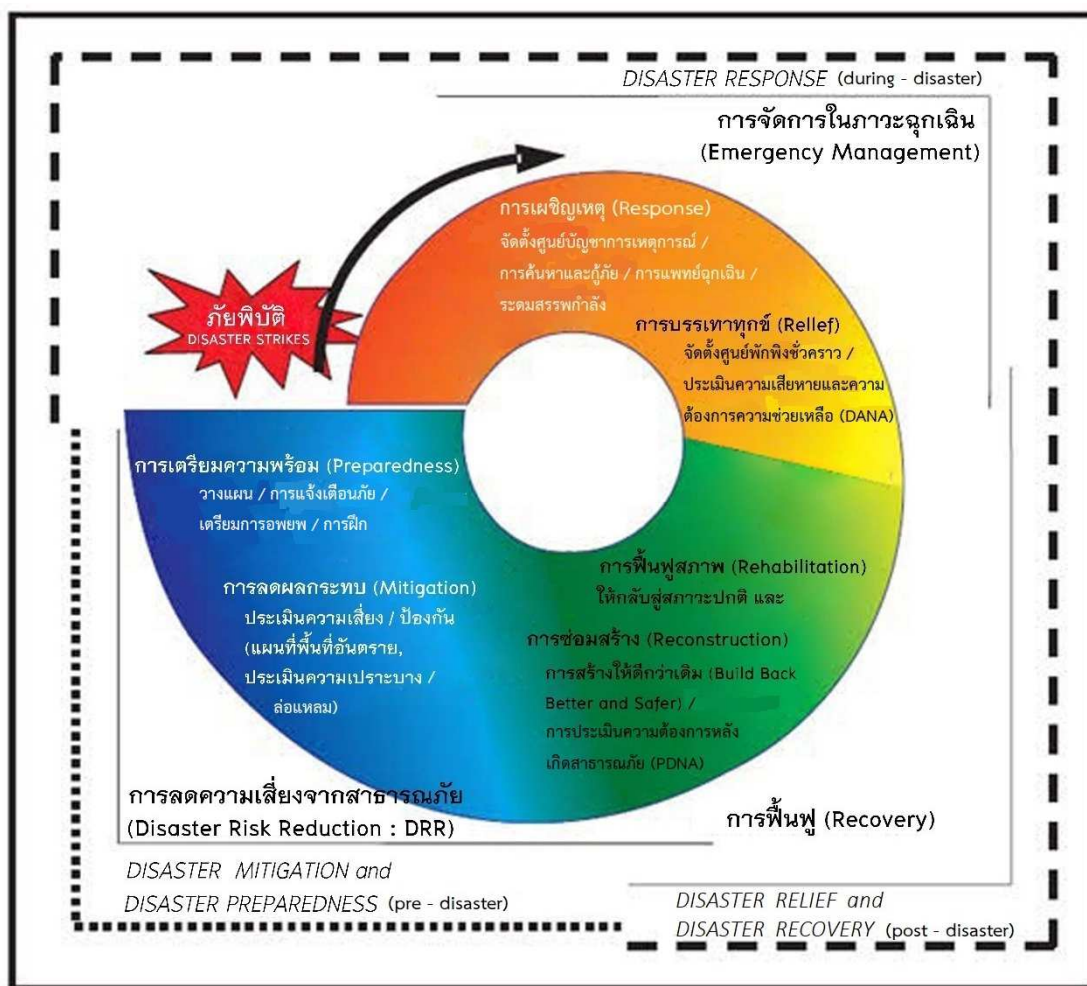 DISASTER RESPONSE (during - disaster)
การจัดการในภาวะฉุกเฉิน
(Emergency Management)
การเผชิญเหตุ (Response)
จัดตั้งศูนย์บัญชาการเหตุการณ์ /
การค้นหาและกู้ภัย / การแพทย์ฉุกเฉิน /
ระดมสรรพกำลัง
ภัยพิบัติ
DISASTER STRIKES
การบรรเทาทุกข์ (Rellef)
จัดตั้งศูนย์พักพิงชั่วคราว /
ประเมินความเสียหายและความ
ต้องการความช่วยเหลือ (DANA)
การเตรียมความพร้อม (Preparedness)
วางแผน / การแจ้งเตือนภัย /
เตรียมการอพยพ / การฝึก
การลดผลกระทบ (Mitigation)
ประเมินความเสี่ยง / ป้องกัน
(แผนที่พื้นที่อันตราย,
ประเมินความเปราะบาง /
ล่อแหลม)
การฟื้นฟูสภาพ (Rehabilitation)
ให้กลับสู่สภาวะปกติ และ
การซ่อมสร้าง (Reconstruction)
การสร้างให้ดีกว่าเดิม (Build Back
Better and Safer) /
การประเมินความต้องการหลัง
เกิดสาธารณภัย (PDNA)
การลดความเสี่ยงจากสาธารณภัย
(Disaster Risk Reduction : DRR)
การฟื้นฟู (Recovery)
DISASTER MITIGATION and
DISASTER PREPAREDNESS (pre - disaster)
DISASTER RELIEF and
DISASTER RECOVERY (post - disaster)